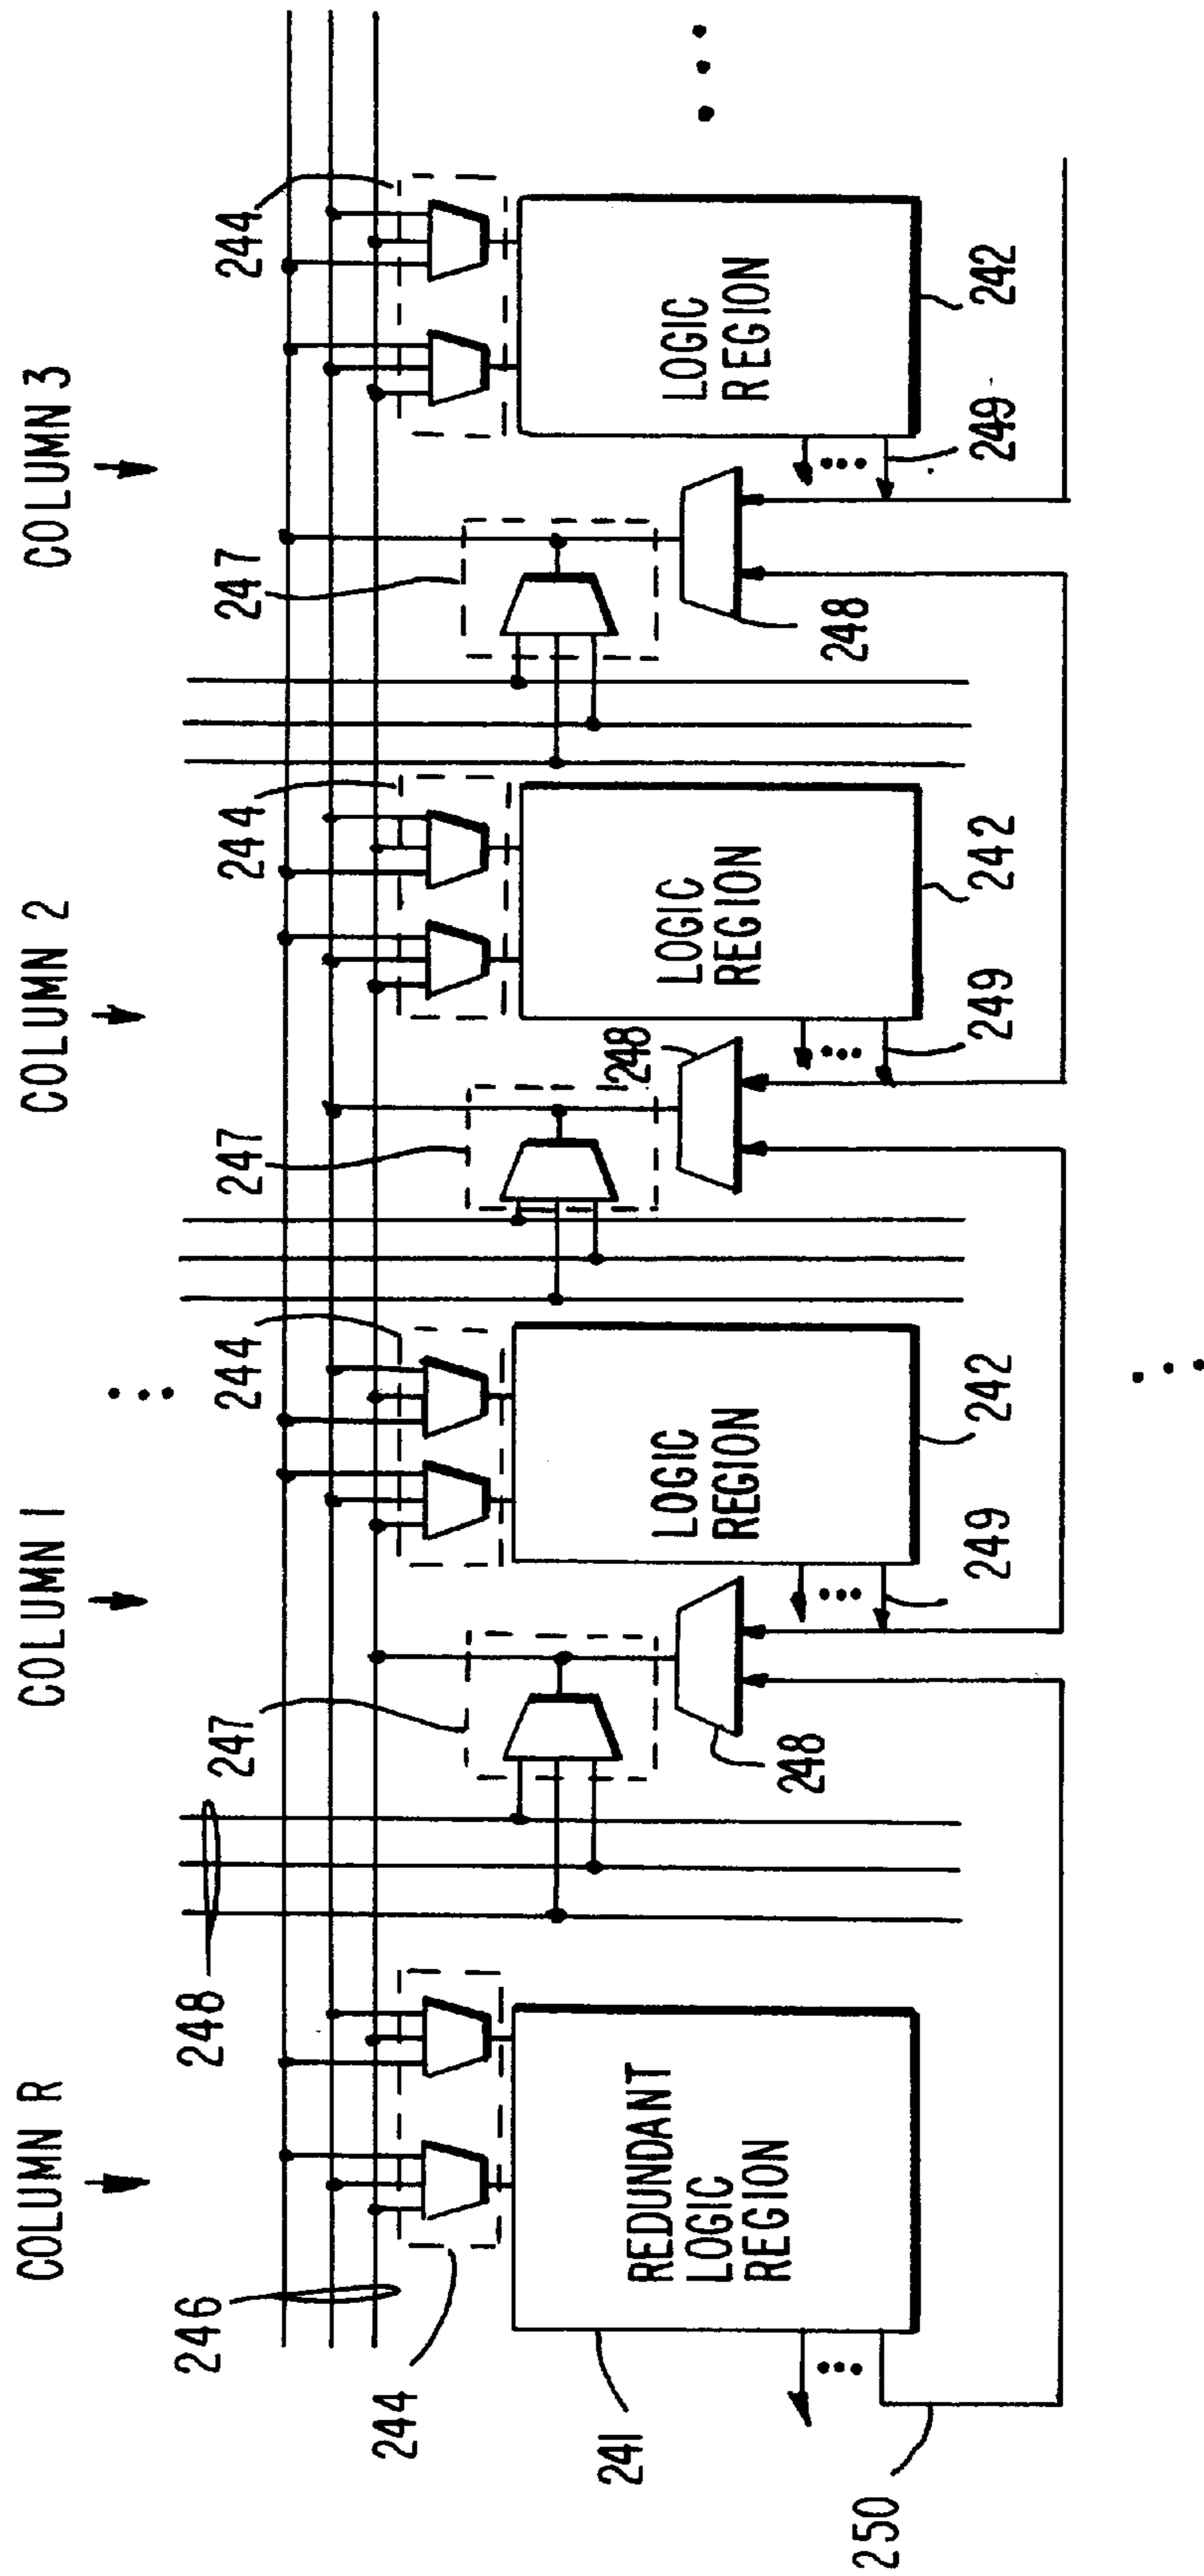 COLUMN R
COLUMN 1
COLUMN 2
COLUMN 3
246
248
247
244
247
244
247
244
244
241
REDUNDANT
LOGIC
REGION
248
LOGIC
REGION
248
LOGIC
REGION
248
LOGIC
REGION
250
249
242
249
242
249
242